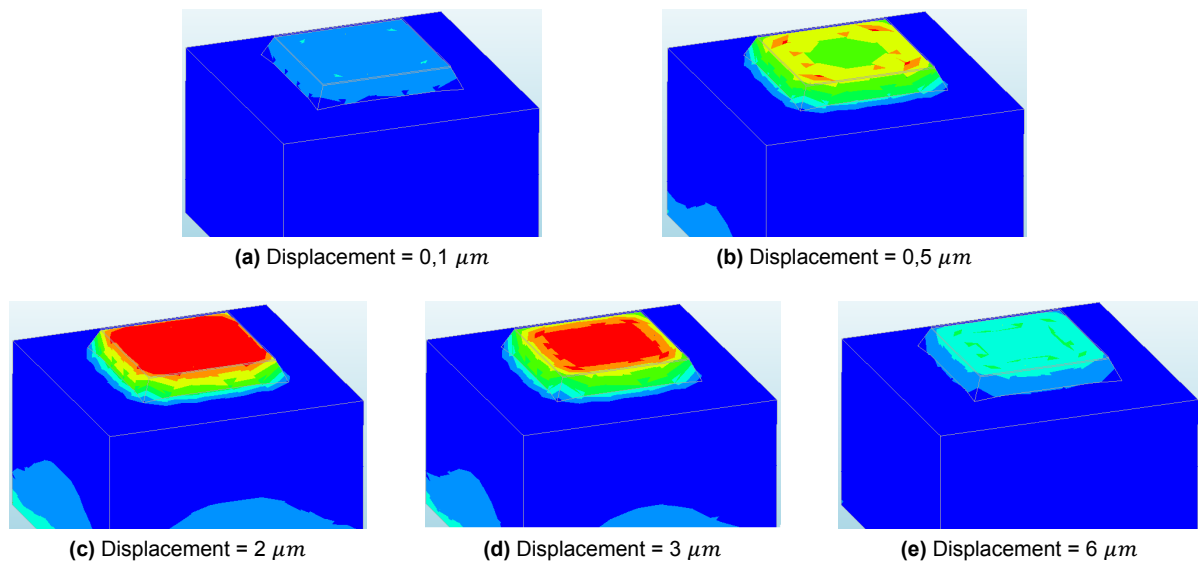 (a) Displacement = 0,1 μm
(b) Displacement = 0,5 μm
(c) Displacement = 2 μm
(d) Displacement = 3 μm
(e) Displacement = 6 μm